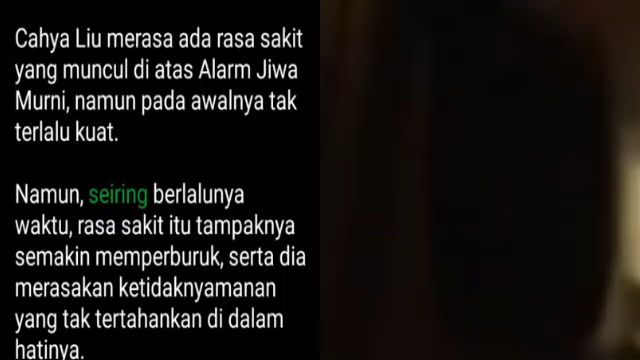 Cahya Liu merasa ada rasa sakit
yang muncul di atas Alarm Jiwa
Murni, namun pada awalnya tak
terlalu kuat.
Namun, seiring berlalunya
waktu, rasa sakit itu tampaknya
semakin memperburuk, serta dia
merasakan ketidaknyamanan
yang tak tertahankan di dalam
hatinya.